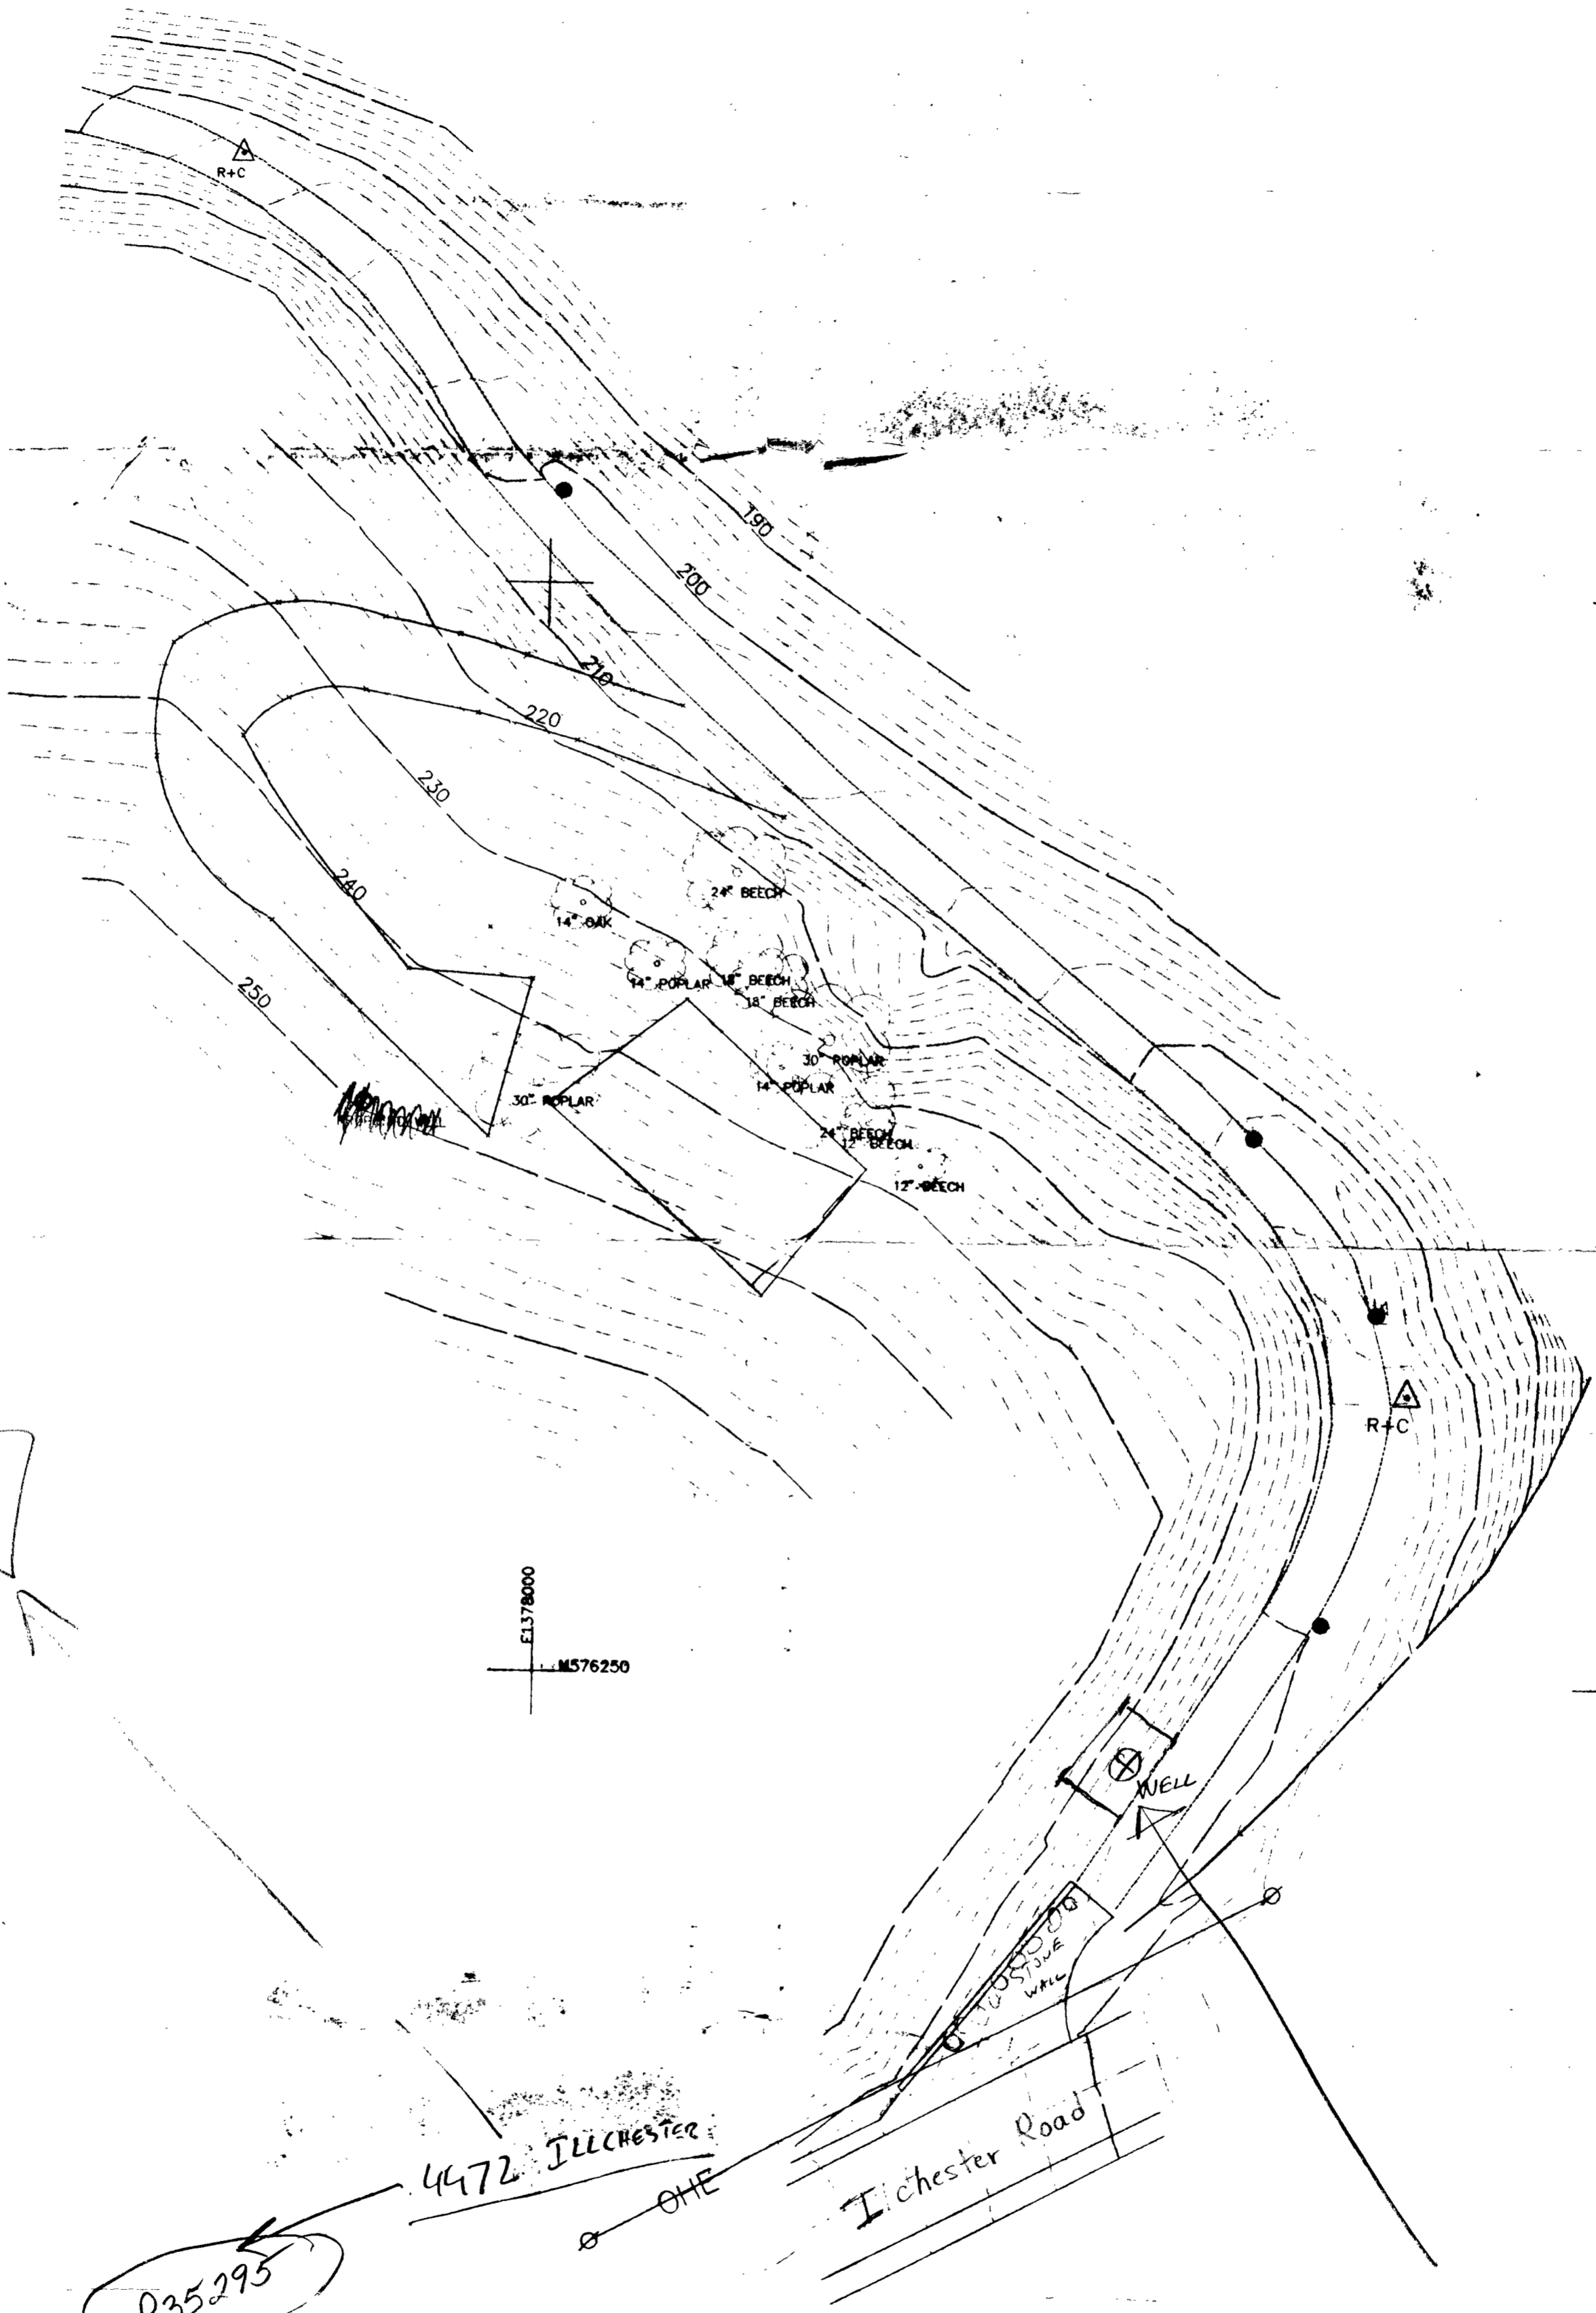 R+C
190
200
210
220
230
240
250
24" BEECH
14" OAK
14" POPLAR
18" BEECH
18" BEECH
30" POPLAR
14" POPLAR
30" POPLAR
24" BEECH
12" BEECH
12" BEECH
R+C
E1378000
N576250
WELL
STONE
WALL
4472 ILLCHESTER
OHE
Ilchester Road
035295